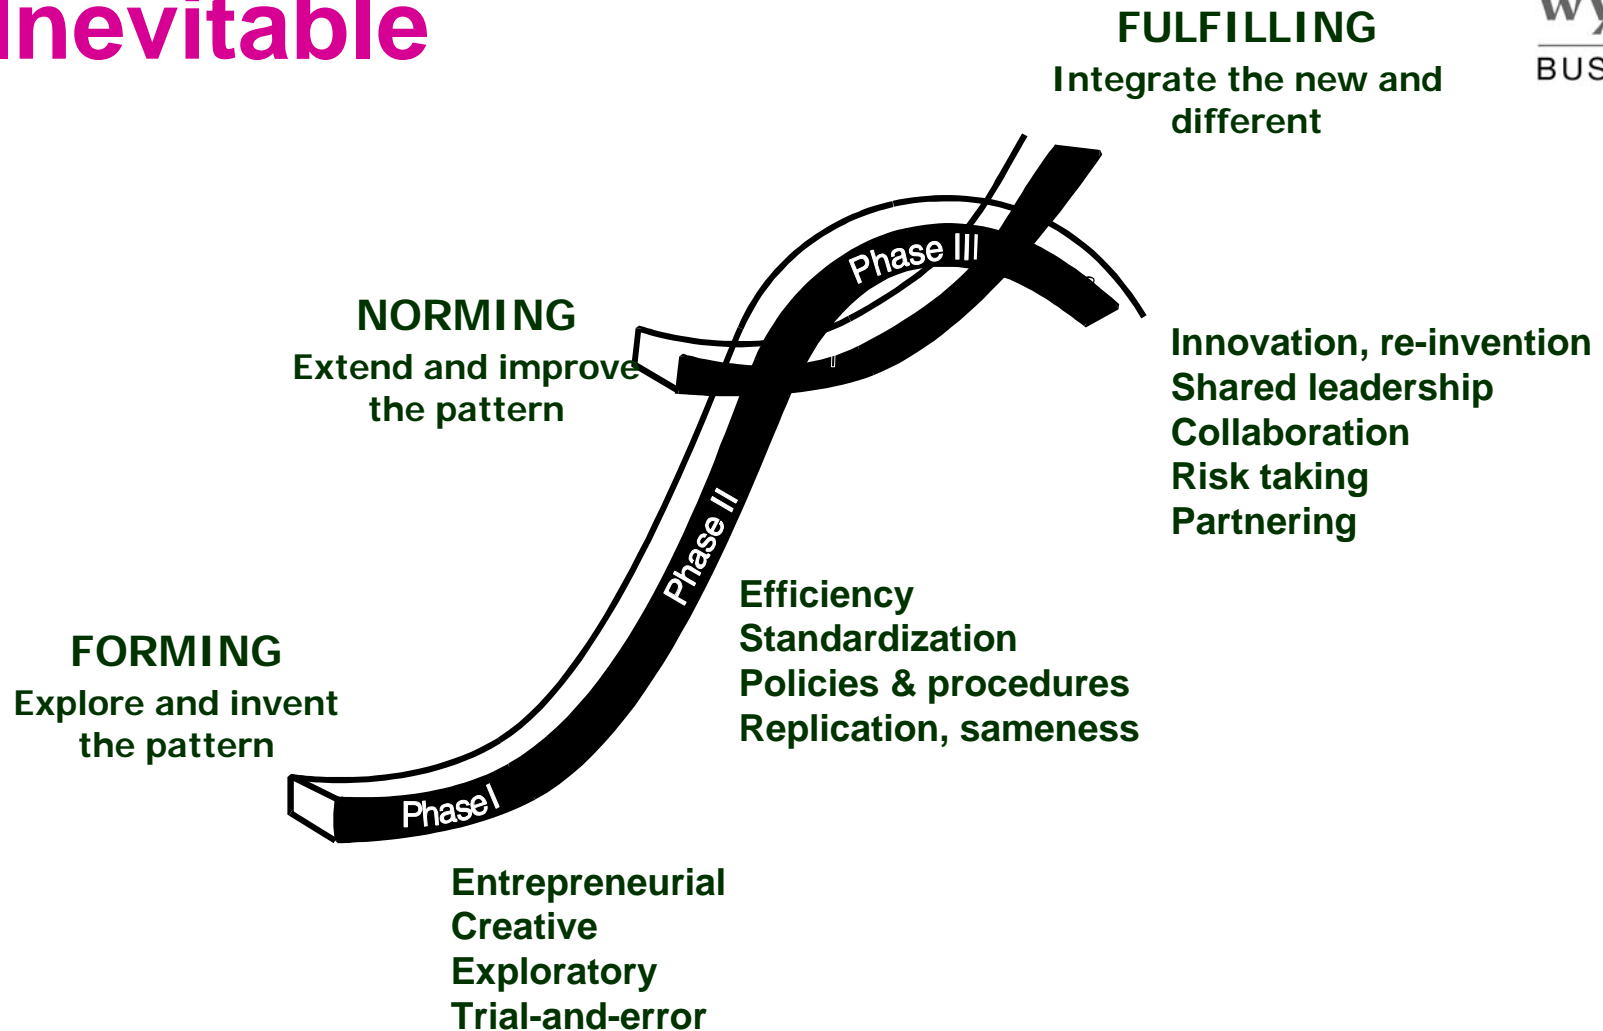 Inevitable
FULFILLING
Integrate the new and
different
BUS
Phase III
NORMING
Extend and improve
the pattern
Innovation, re-invention
Shared leadership
Collaboration
Risk taking
Partnering
Phase II
Efficiency
Standardization
Policies & procedures
Replication, sameness
FORMING
Explore and invent
the pattern
Phase I
Entrepreneurial
Creative
Exploratory
Trial-and-error